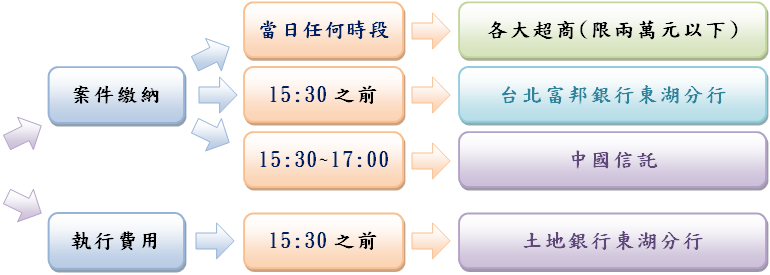 當日任何時段
各大超商(限兩萬元以下)
案件繳納
15:30之前
台北富邦銀行東湖分行
15:30~17:00
中國信託
執行費用
15:30之前
土地銀行東湖分行